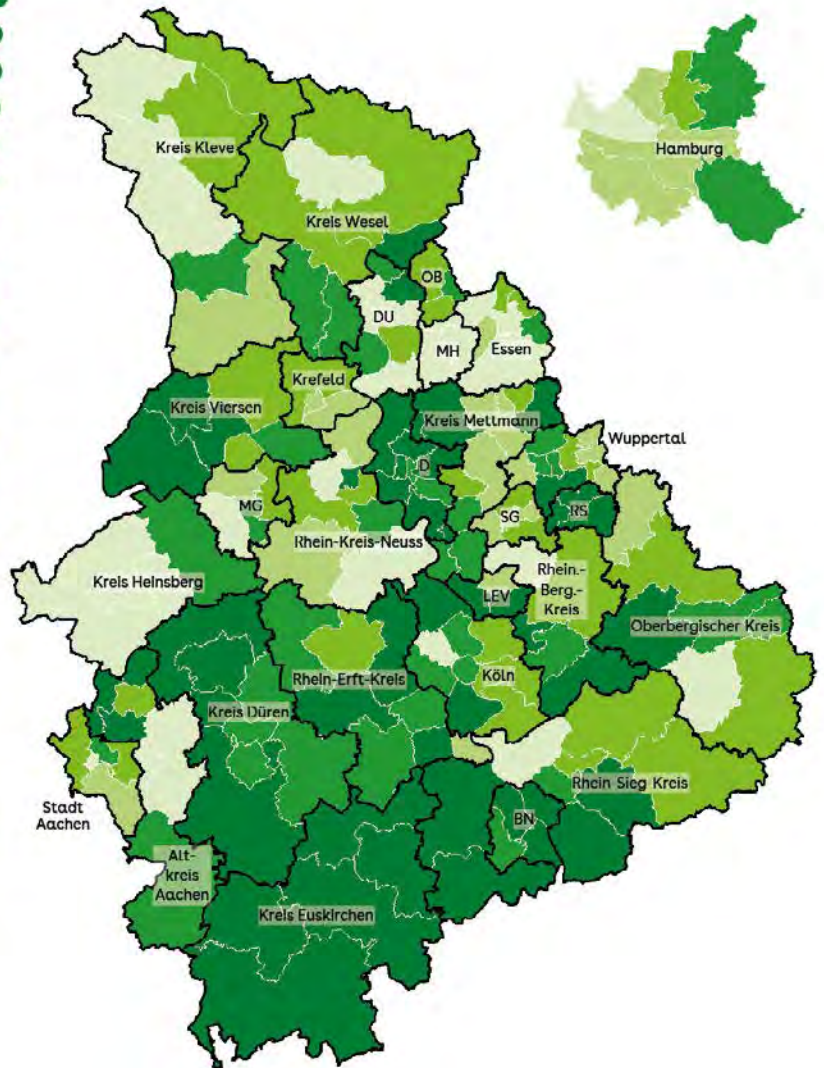 Kreis Kleve
Hamburg
Kreis Wesel
OB
DU
MH
Essen
Krefeld
Kreis Viersen
Kreis Mettmann
Wuppertal
D
MG
SG
RS
Rhein-Kreis-Neuss
Kreis Heinsberg
LEV
Rhein.-
Berg.-
Kreis
Oberbergischer Kreis
Rhein-Erft-Kreis
Köln
Kreis Düren
Rhein Sieg Kreis
Stadt
Aachen
BN
Alt-
kreis
Aachen
Kreis Euskirchen